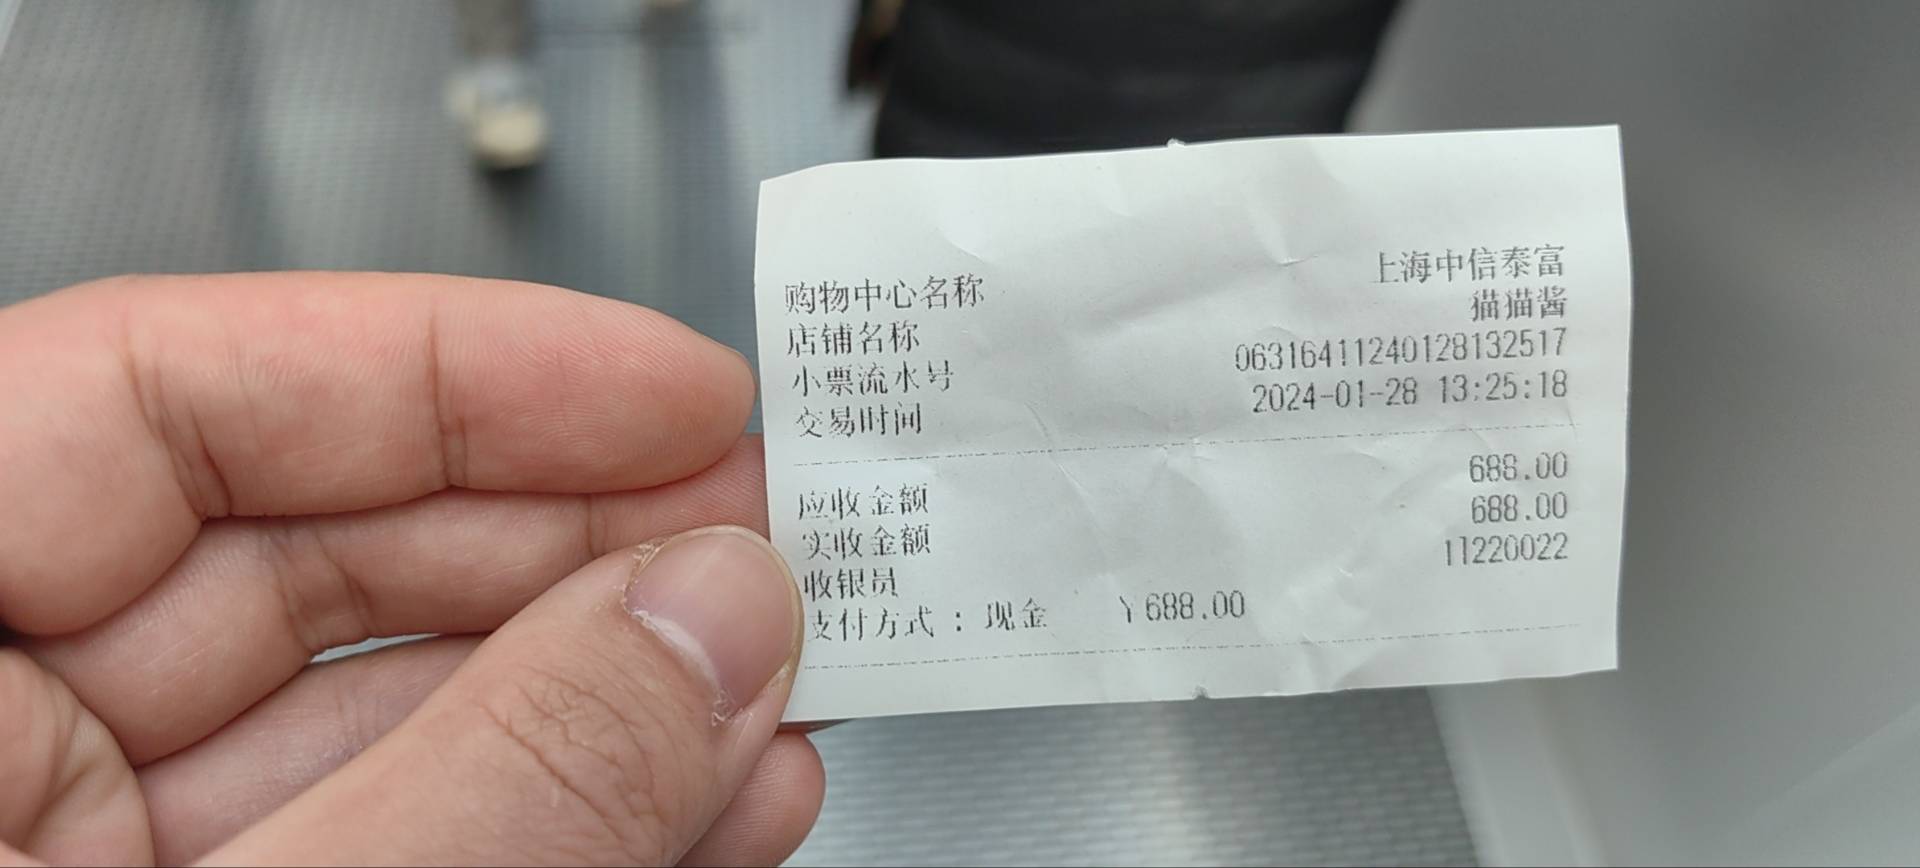 购物中心名称 上海中信泰富
店铺名称 猫猫酱
小票流水号 06316411240128132517
交易时间 2024-01-28 13:25:18
应收金额 688.00
实收金额 688.00
收银员 11220022
支付方式：现金 ¥688.00